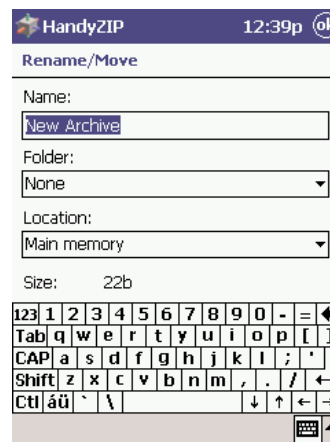 HandyZIP 12:39p ok
Rename/Move
Name:
New Archive
Folder:
None
Location:
Main memory
Size: 22b
123 1 2 3 4 5 6 7 8 9 0 - =
Tab q w e r t y u i o p [ ]
CAP a s d f g h j k l ; '
Shift z x c v b n m , . /
Ctl áü ` \